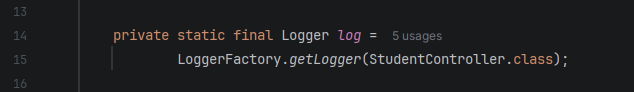 13
14 private static final Logger log = 5 usages
15 LoggerFactory.getLogger(StudentController.class);
16